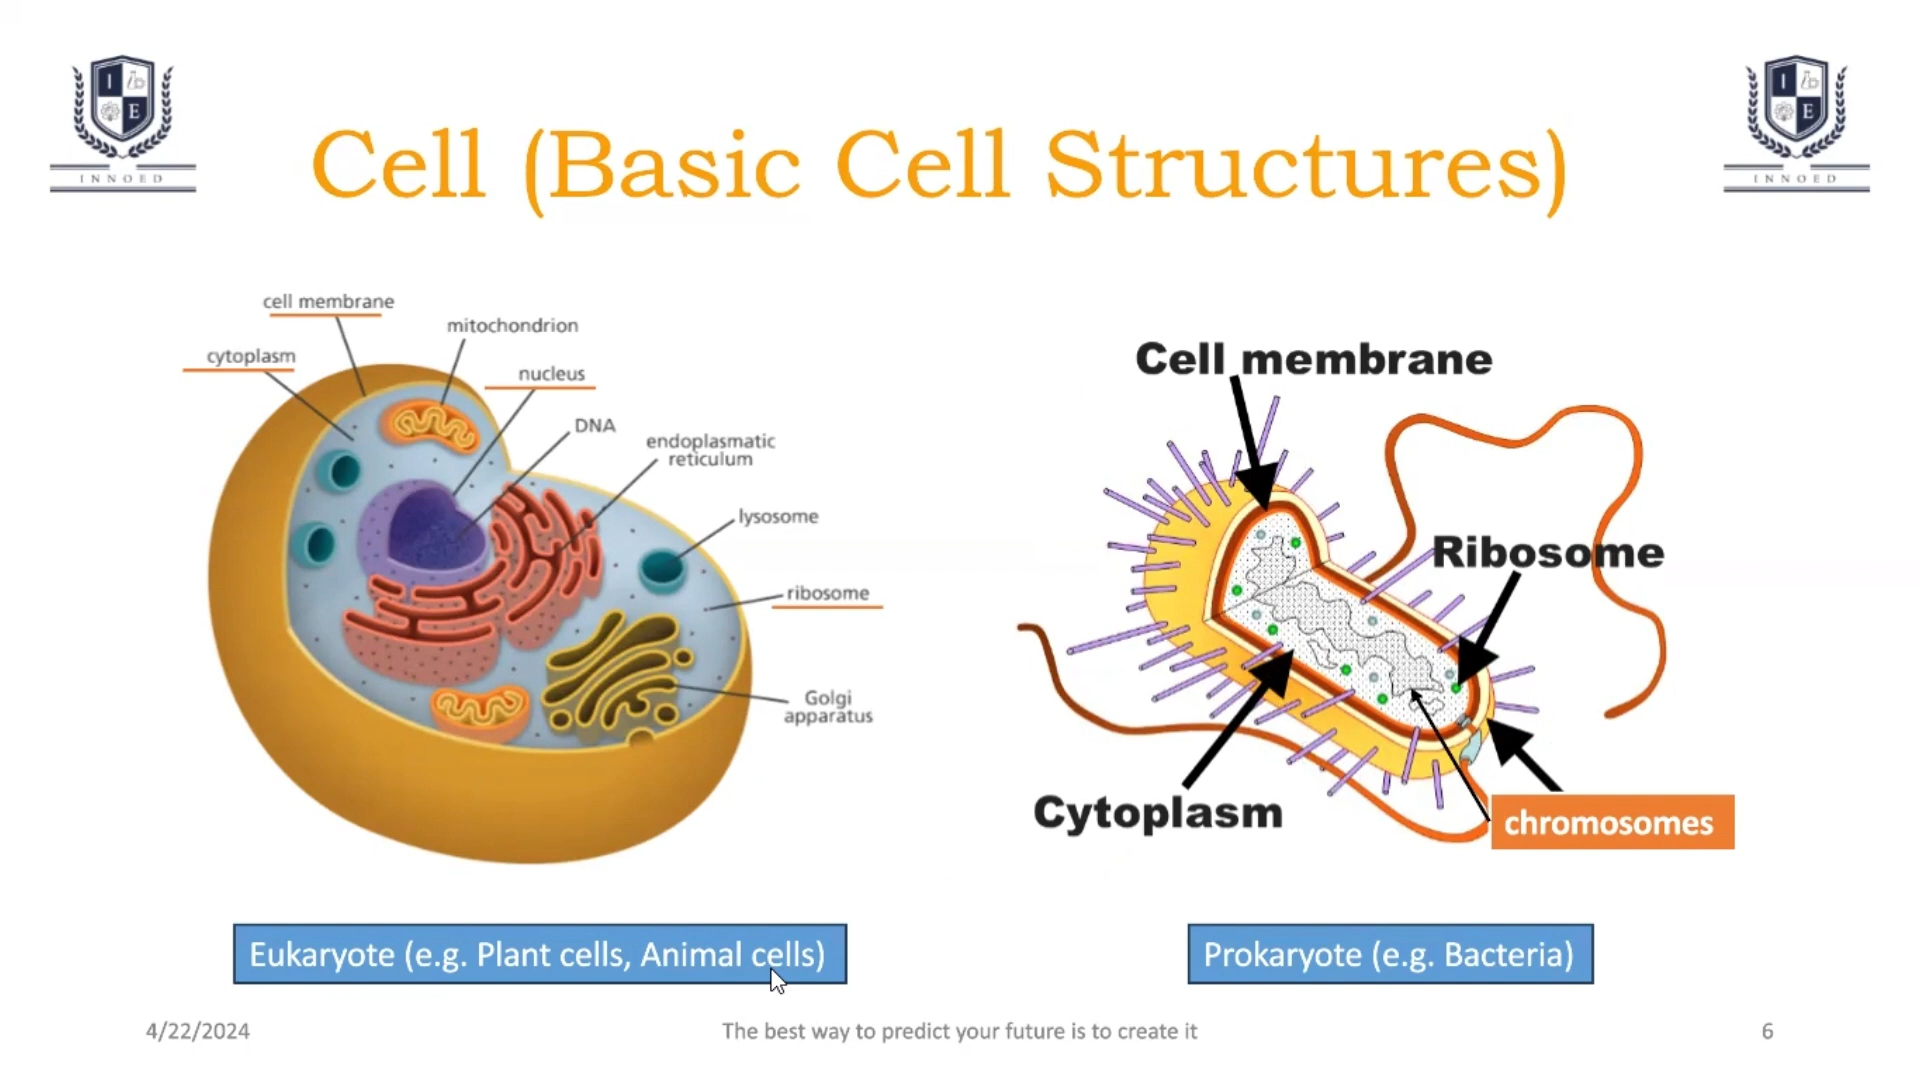 I
E
INNOED
I
E
INNOED
Cell (Basic Cell Structures)
cell membrane
mitochondrion
cytoplasm
nucleus
DNA
endoplasmatic
reticulum
lysosome
ribosome
Golgi
apparatus
Cell membrane
Ribosome
Cytoplasm
chromosomes
Eukaryote (e.g. Plant cells, Animal cells)
Prokaryote (e.g. Bacteria)
4/22/2024
The best way to predict your future is to create it
6